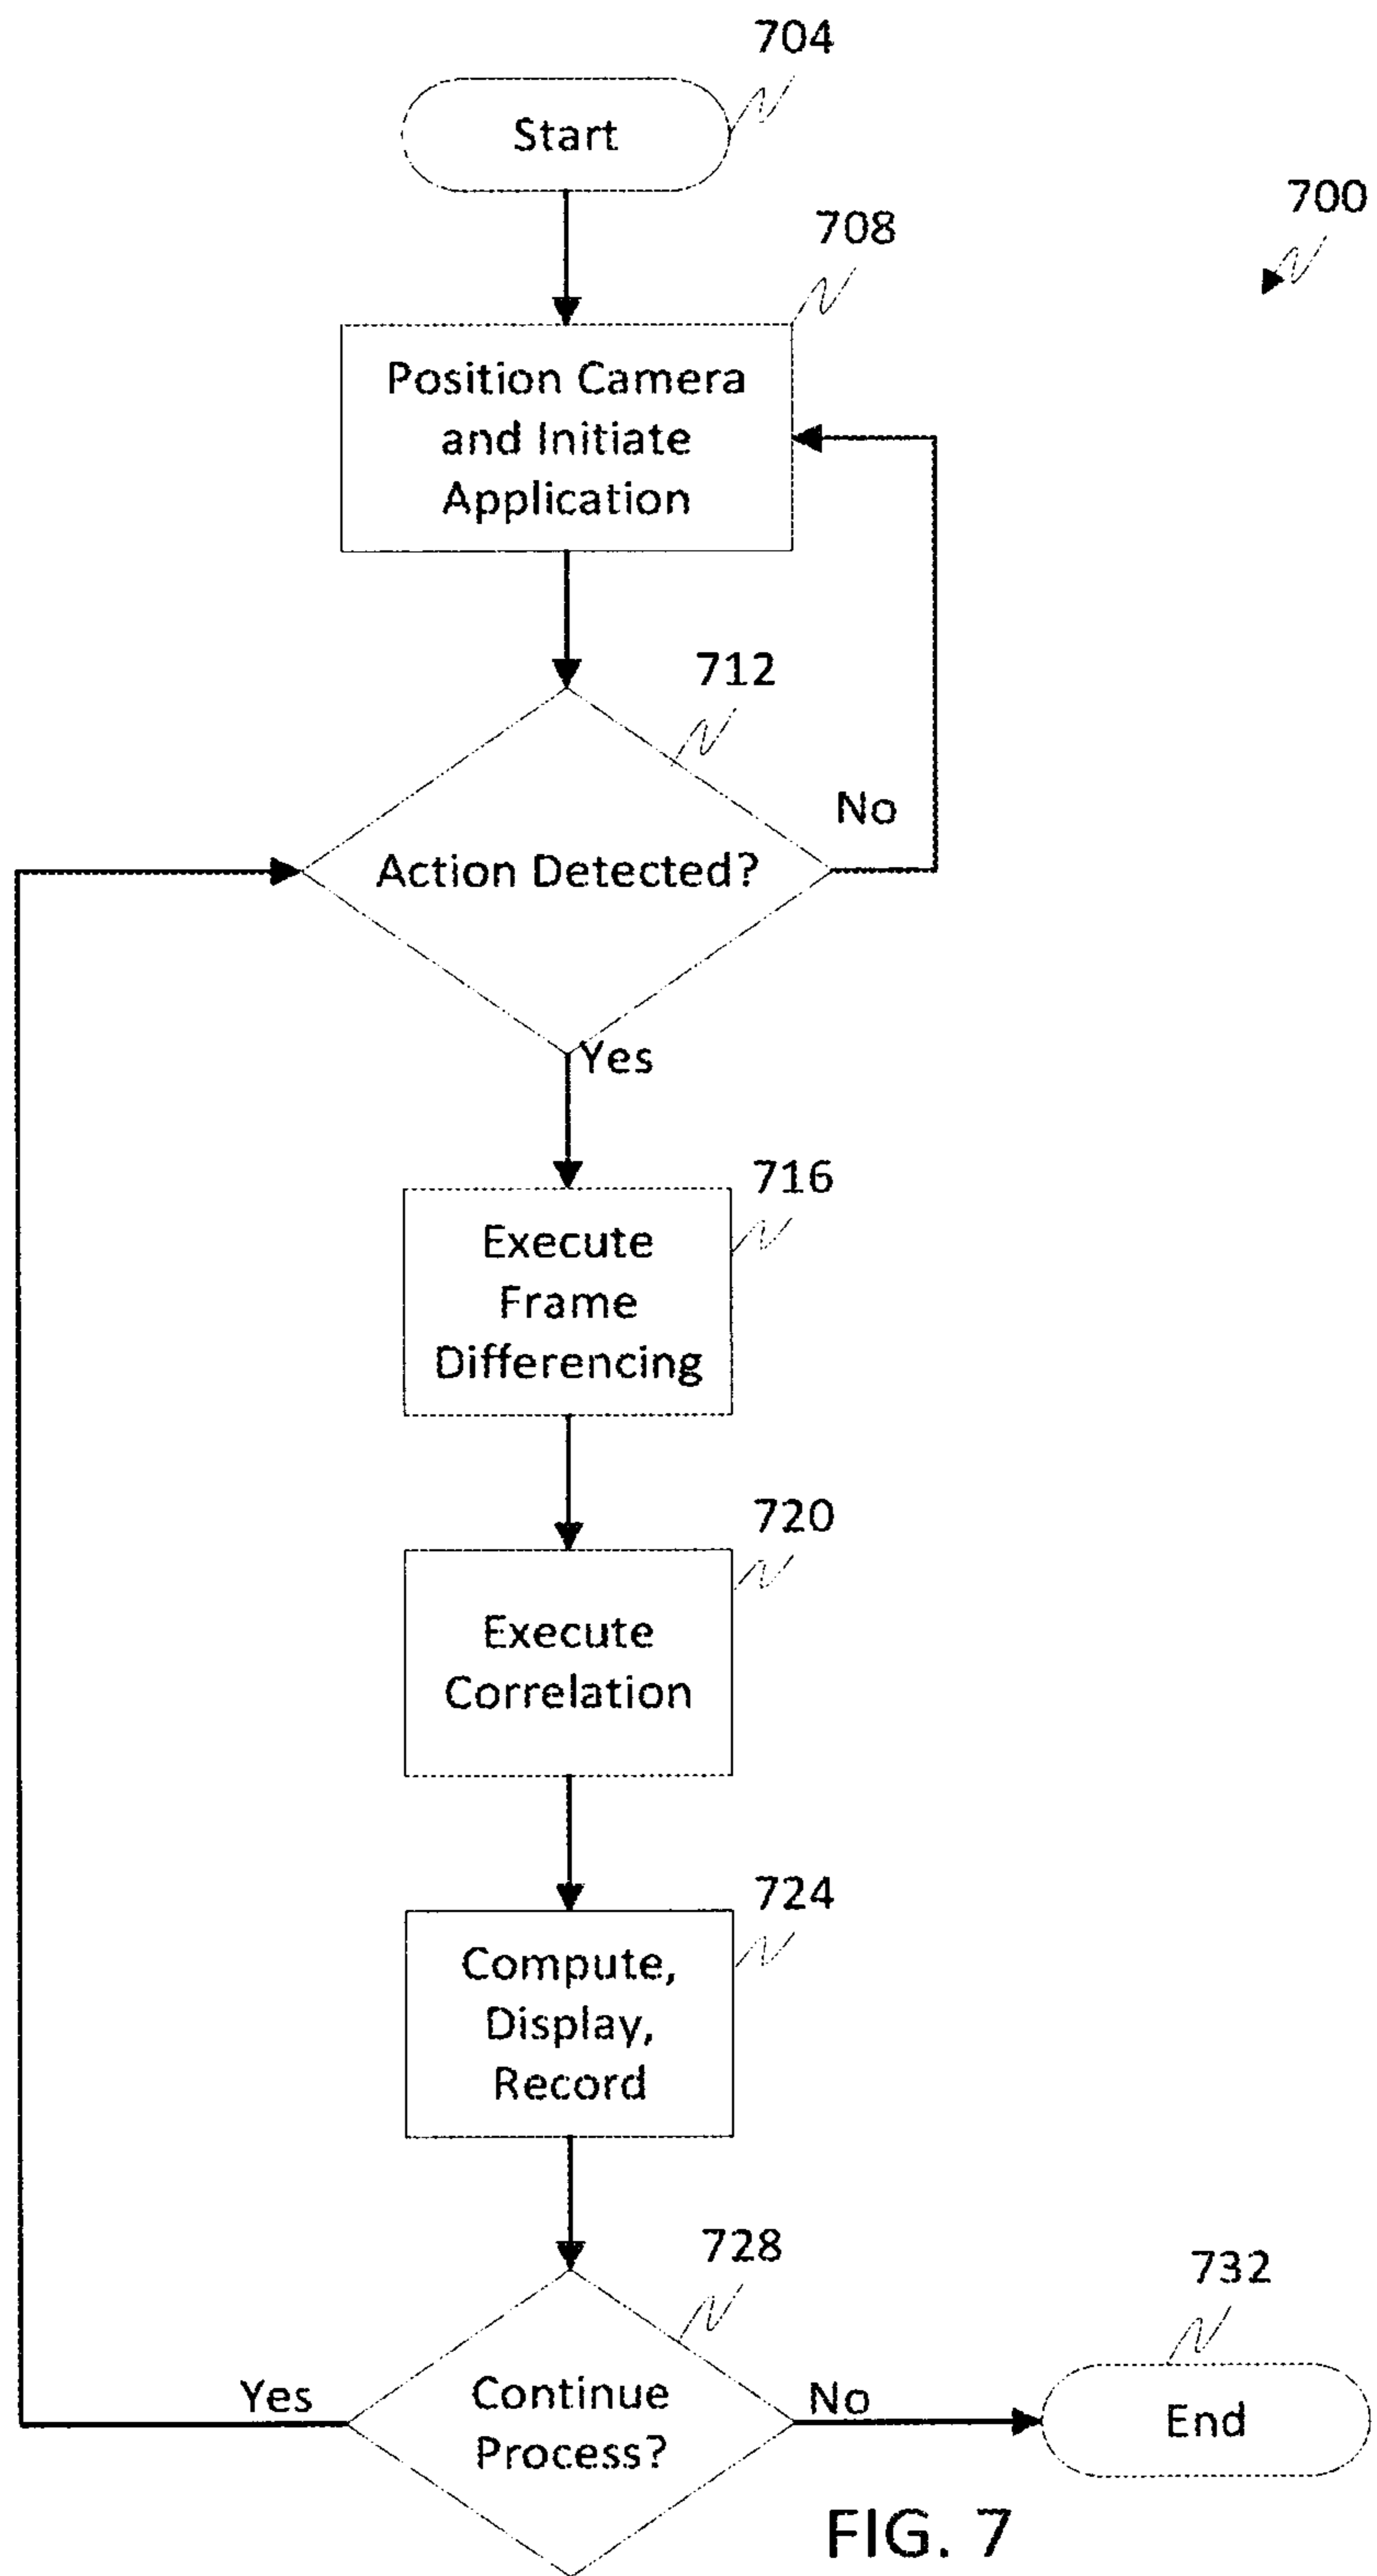 704
Start
700
708
Position Camera
and Initiate
Application
712
No
Action Detected?
Yes
716
Execute
Frame
Differencing
720
Execute
Correlation
724
Compute,
Display,
Record
728
732
Yes
Continue
Process?
No
End
FIG. 7